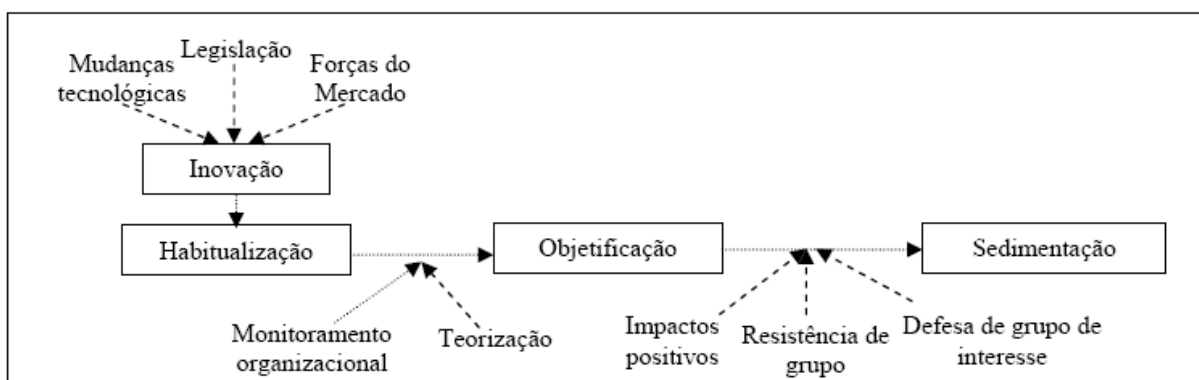 Legislação
Mudanças
tecnológicas
Forças do
Mercado
Inovação
Habitualização
Objetificação
Sedimentação
Monitoramento
organizacional
Teorização
Impactos
positivos
Resistência de
grupo
Defesa de grupo de
interesse